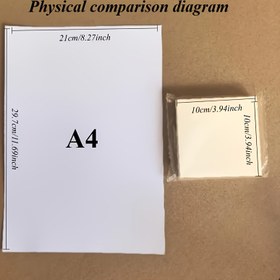 Physical comparison diagram
21cm/8.27inch
29.7cm/11.69inch
A4
10cm/3.94inch
10cm/3.94inch